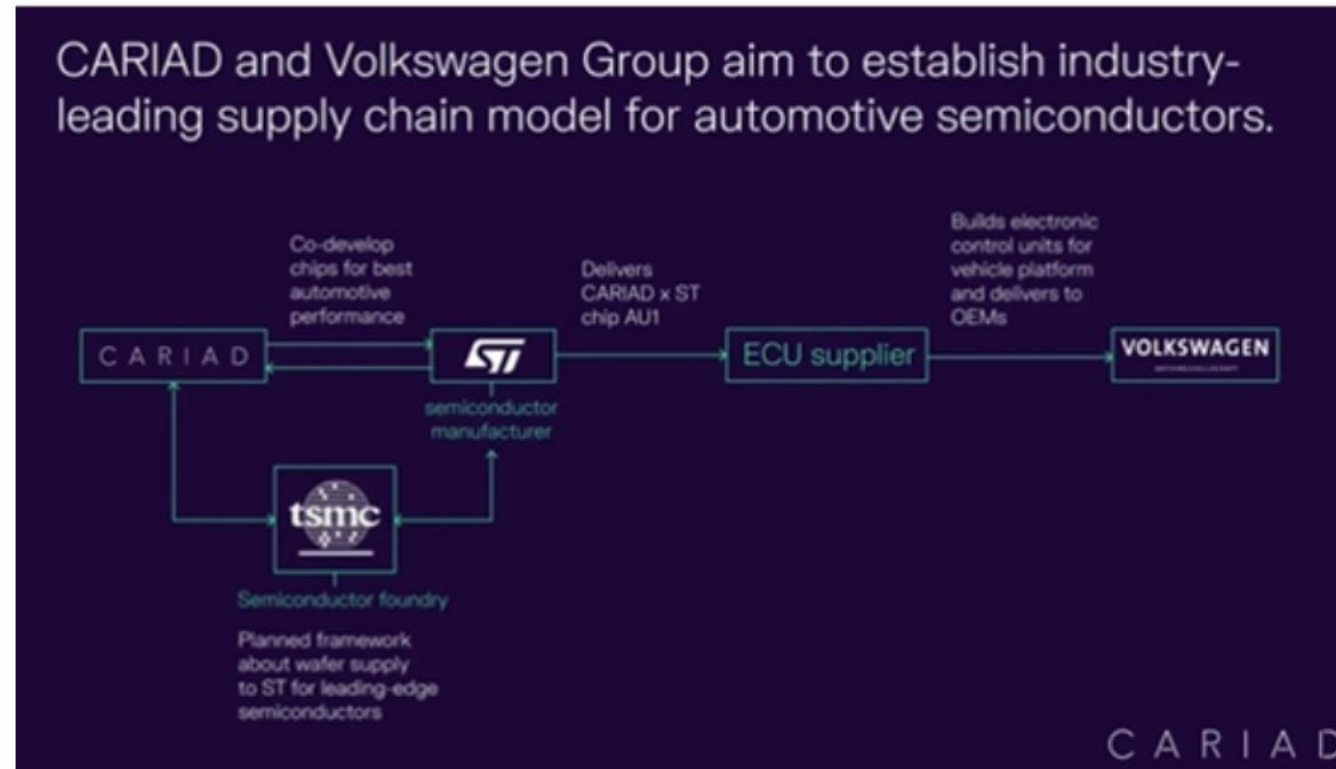 CARIAD and Volkswagen Group aim to establish industry-
leading supply chain model for automotive semiconductors.
Co-develop
chips for best
automotive
performance
Delivers
CARIAD x ST
chip AU1
Builds electronic
control units for
vehicle platform
and delivers to
OEMs
CARIAD
ST
ECU supplier
VOLKSWAGEN
semiconductor
manufacturer
tsmc
Semiconductor foundry
Planned framework
about wafer supply
to ST for leading-edge
semiconductors
CARIAD